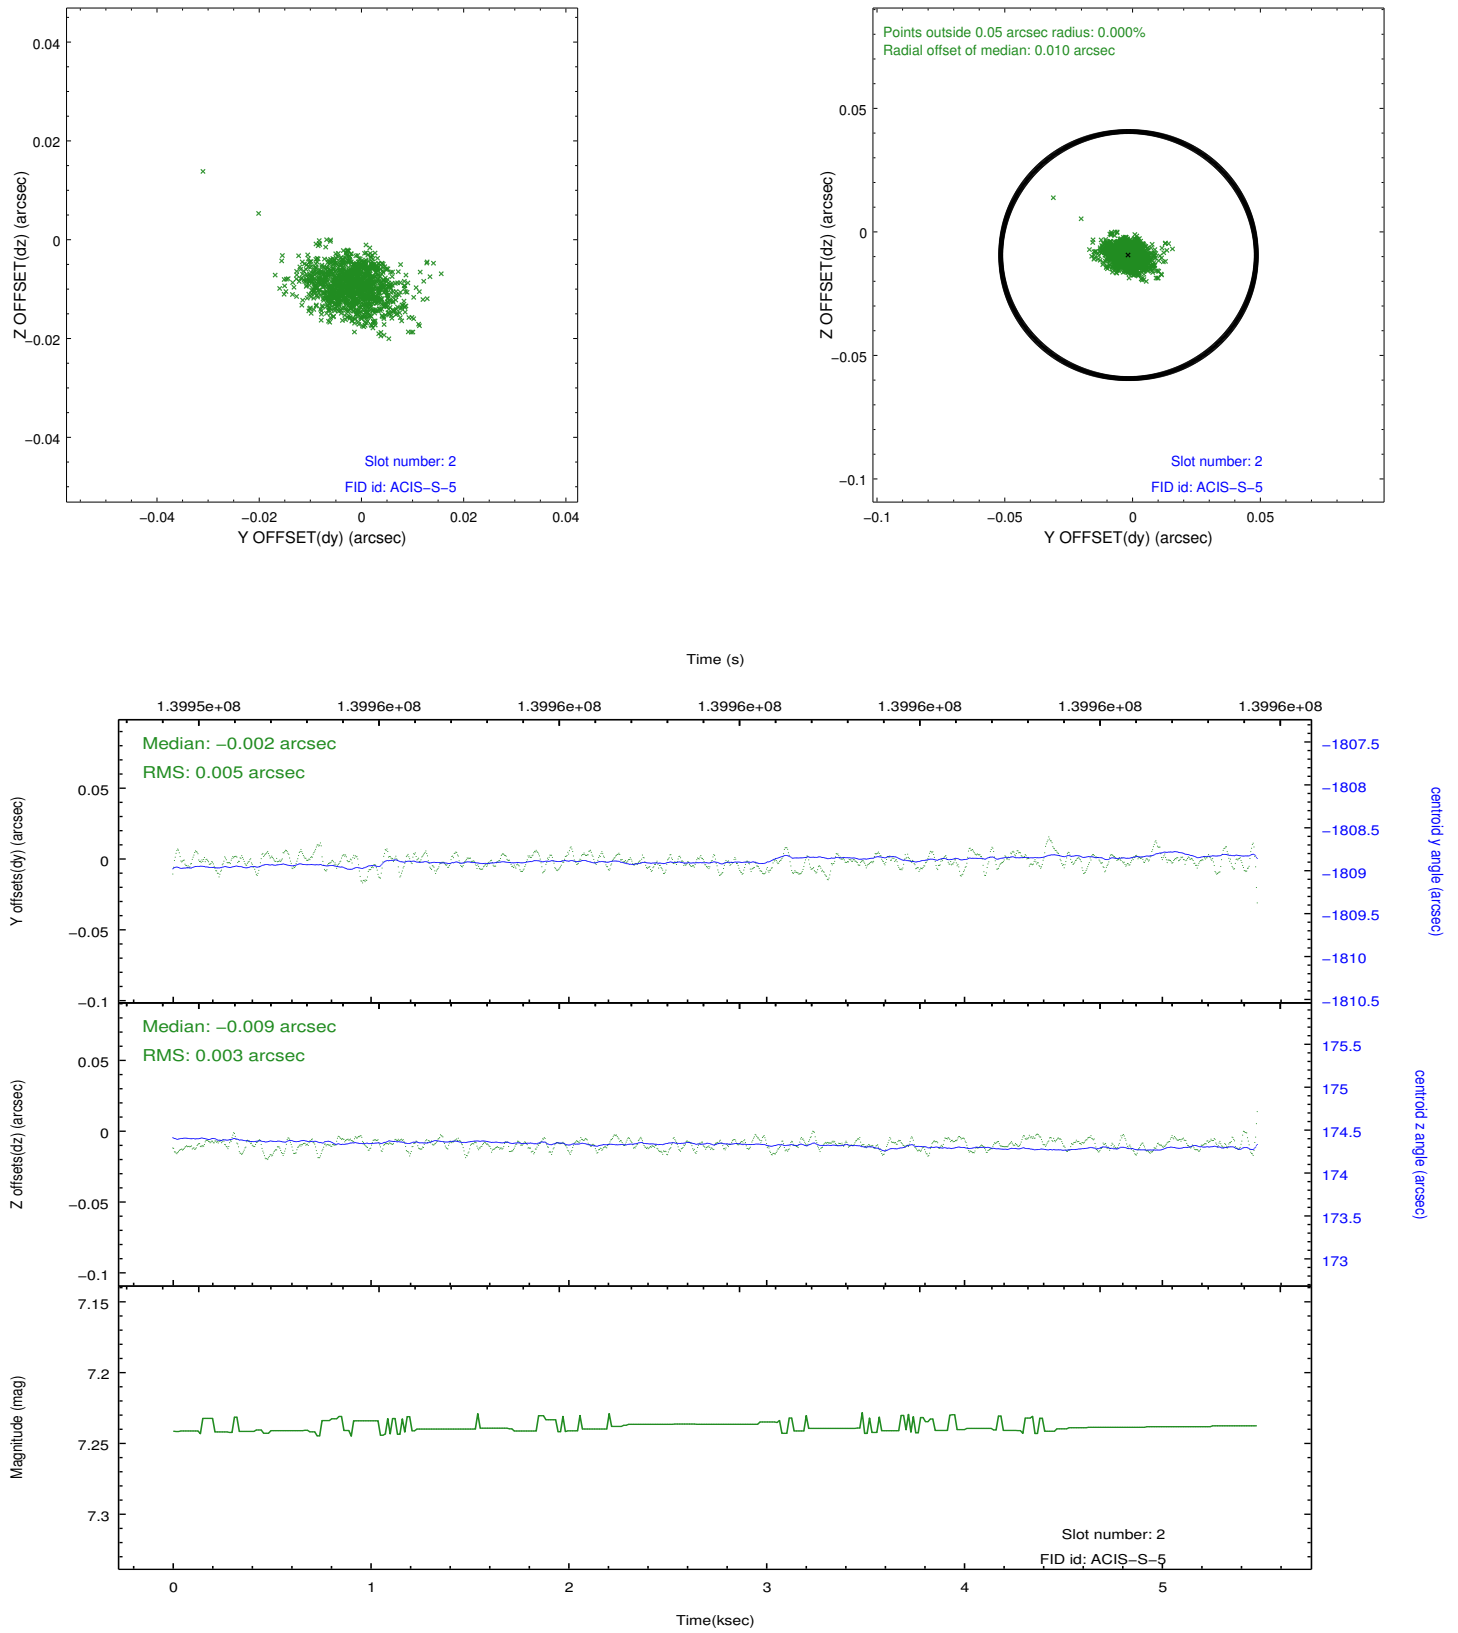 0.04
0.02
0
−0.02
−0.04
Z OFFSET(dz) (arcsec)
Slot number: 2
FID id: ACIS−S−5
−0.04
−0.02
0
0.02
0.04
Y OFFSET(dy) (arcsec)
Points outside 0.05 arcsec radius: 0.000%
Radial offset of median: 0.010 arcsec
0.05
0
−0.05
−0.1
Z OFFSET(dz) (arcsec)
Slot number: 2
FID id: ACIS−S−5
−0.1
−0.05
0
0.05
Y OFFSET(dy) (arcsec)
Time (s)
1.3995e+08
1.3996e+08
1.3996e+08
1.3996e+08
1.3996e+08
1.3996e+08
1.3996e+08
Median: −0.002 arcsec
RMS: 0.005 arcsec
0.05
0
−0.05
−0.1
Y offsets(dy) (arcsec)
−1807.5
−1808
−1808.5
−1809
−1809.5
−1810
−1810.5
centroid y angle (arcsec)
Median: −0.009 arcsec
RMS: 0.003 arcsec
0.05
0
−0.05
−0.1
Z offsets(dz) (arcsec)
175.5
175
174.5
174
173.5
173
centroid z angle (arcsec)
7.15
7.2
7.25
7.3
Magnitude (mag)
Slot number: 2
FID id: ACIS−S−5
0
1
2
3
4
5
Time(ksec)